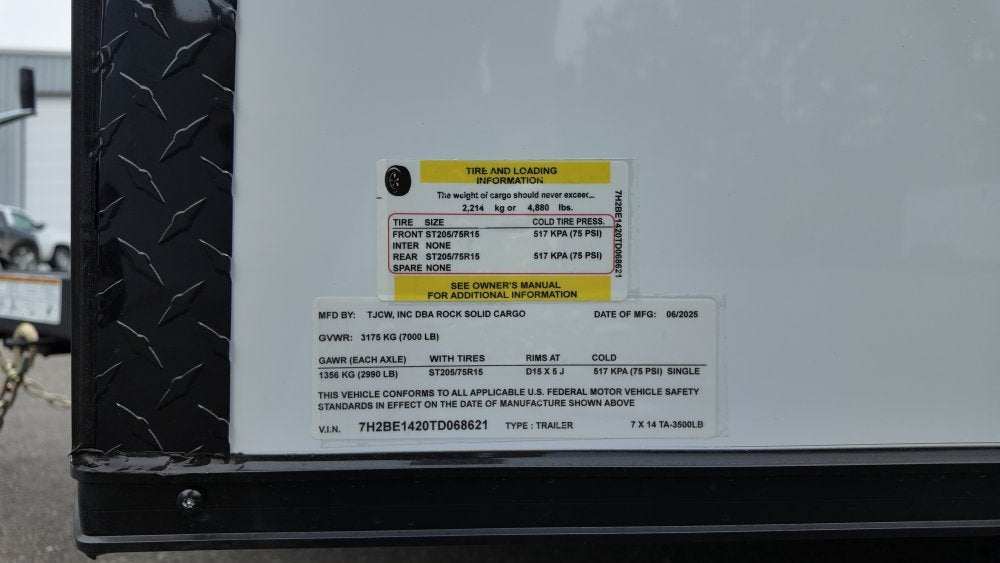 TIRE AND LOADING
INFORMATION
The weight of cargo should never exceed...
2,214 kg or 4,880 lbs.
TIRE SIZE COLD TIRE PRESS.
FRONT ST205/75R15 517 KPA (75 PSI)
INTER NONE
REAR ST205/75R15 517 KPA (75 PSI)
SPARE NONE
7H2BE1420TD068621
SEE OWNER'S MANUAL
FOR ADDITIONAL INFORMATION
MFD BY: TJCW, INC DBA ROCK SOLID CARGO DATE OF MFG: 06/2025
GVWR: 3175 KG (7000 LB)
GAWR (EACH AXLE) WITH TIRES RIMS AT COLD
1356 KG (2990 LB) ST205/75R15 D15 X 5 J 517 KPA (75 PSI) SINGLE
THIS VEHICLE CONFORMS TO ALL APPLICABLE U.S. FEDERAL MOTOR VEHICLE SAFETY
STANDARDS IN EFFECT ON THE DATE OF MANUFACTURE SHOWN ABOVE
V.I.N. 7H2BE1420TD068621 TYPE : TRAILER 7 X 14 TA-3500LB